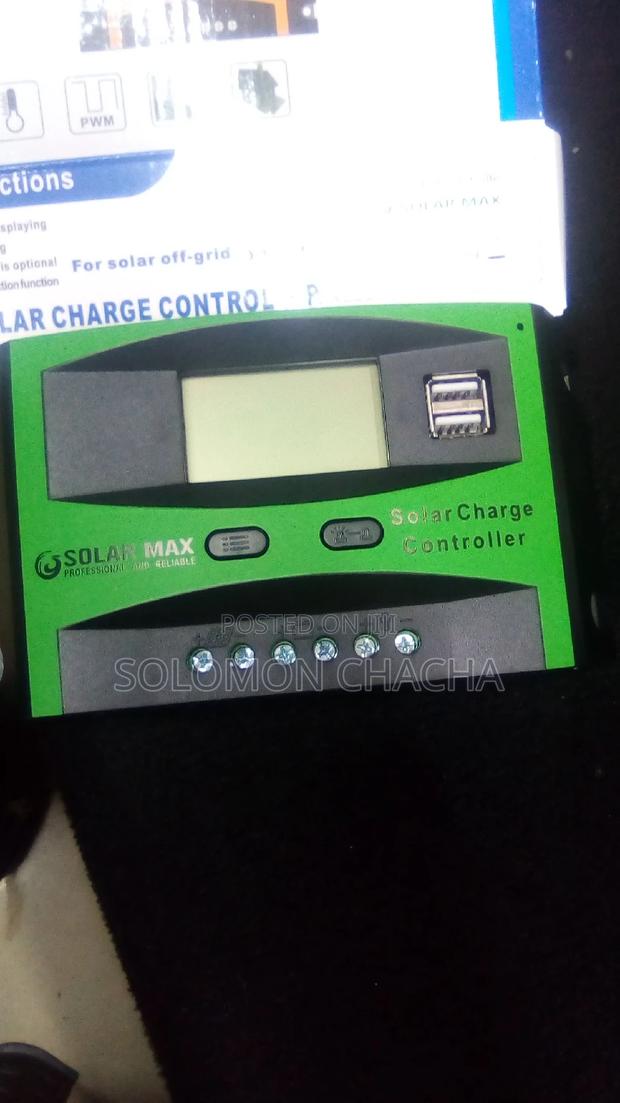 PWM
ctions
splaying
g
is optional
tion function
For solar off-grid
SOLAR MAX
LAR CHARGE CONTROL
SOLAR MAX
PROFESSIONAL AND RELIABLE
Solar Charge
Controller
POSTED ON JIJI
SOLOMON CHACHA